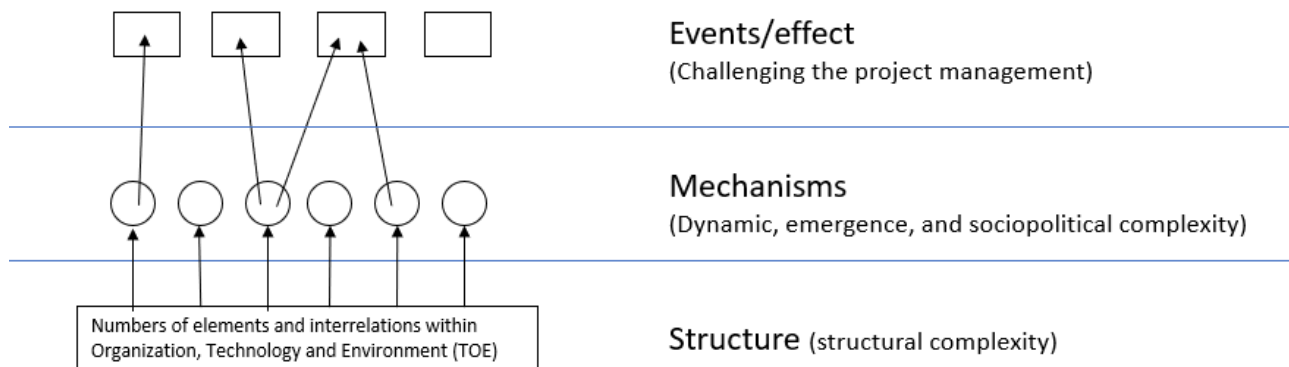 Events/effect
(Challenging the project management)
Mechanisms
(Dynamic, emergence, and sociopolitical complexity)
Numbers of elements and interrelations within
Organization, Technology and Environment (TOE)
Structure (structural complexity)